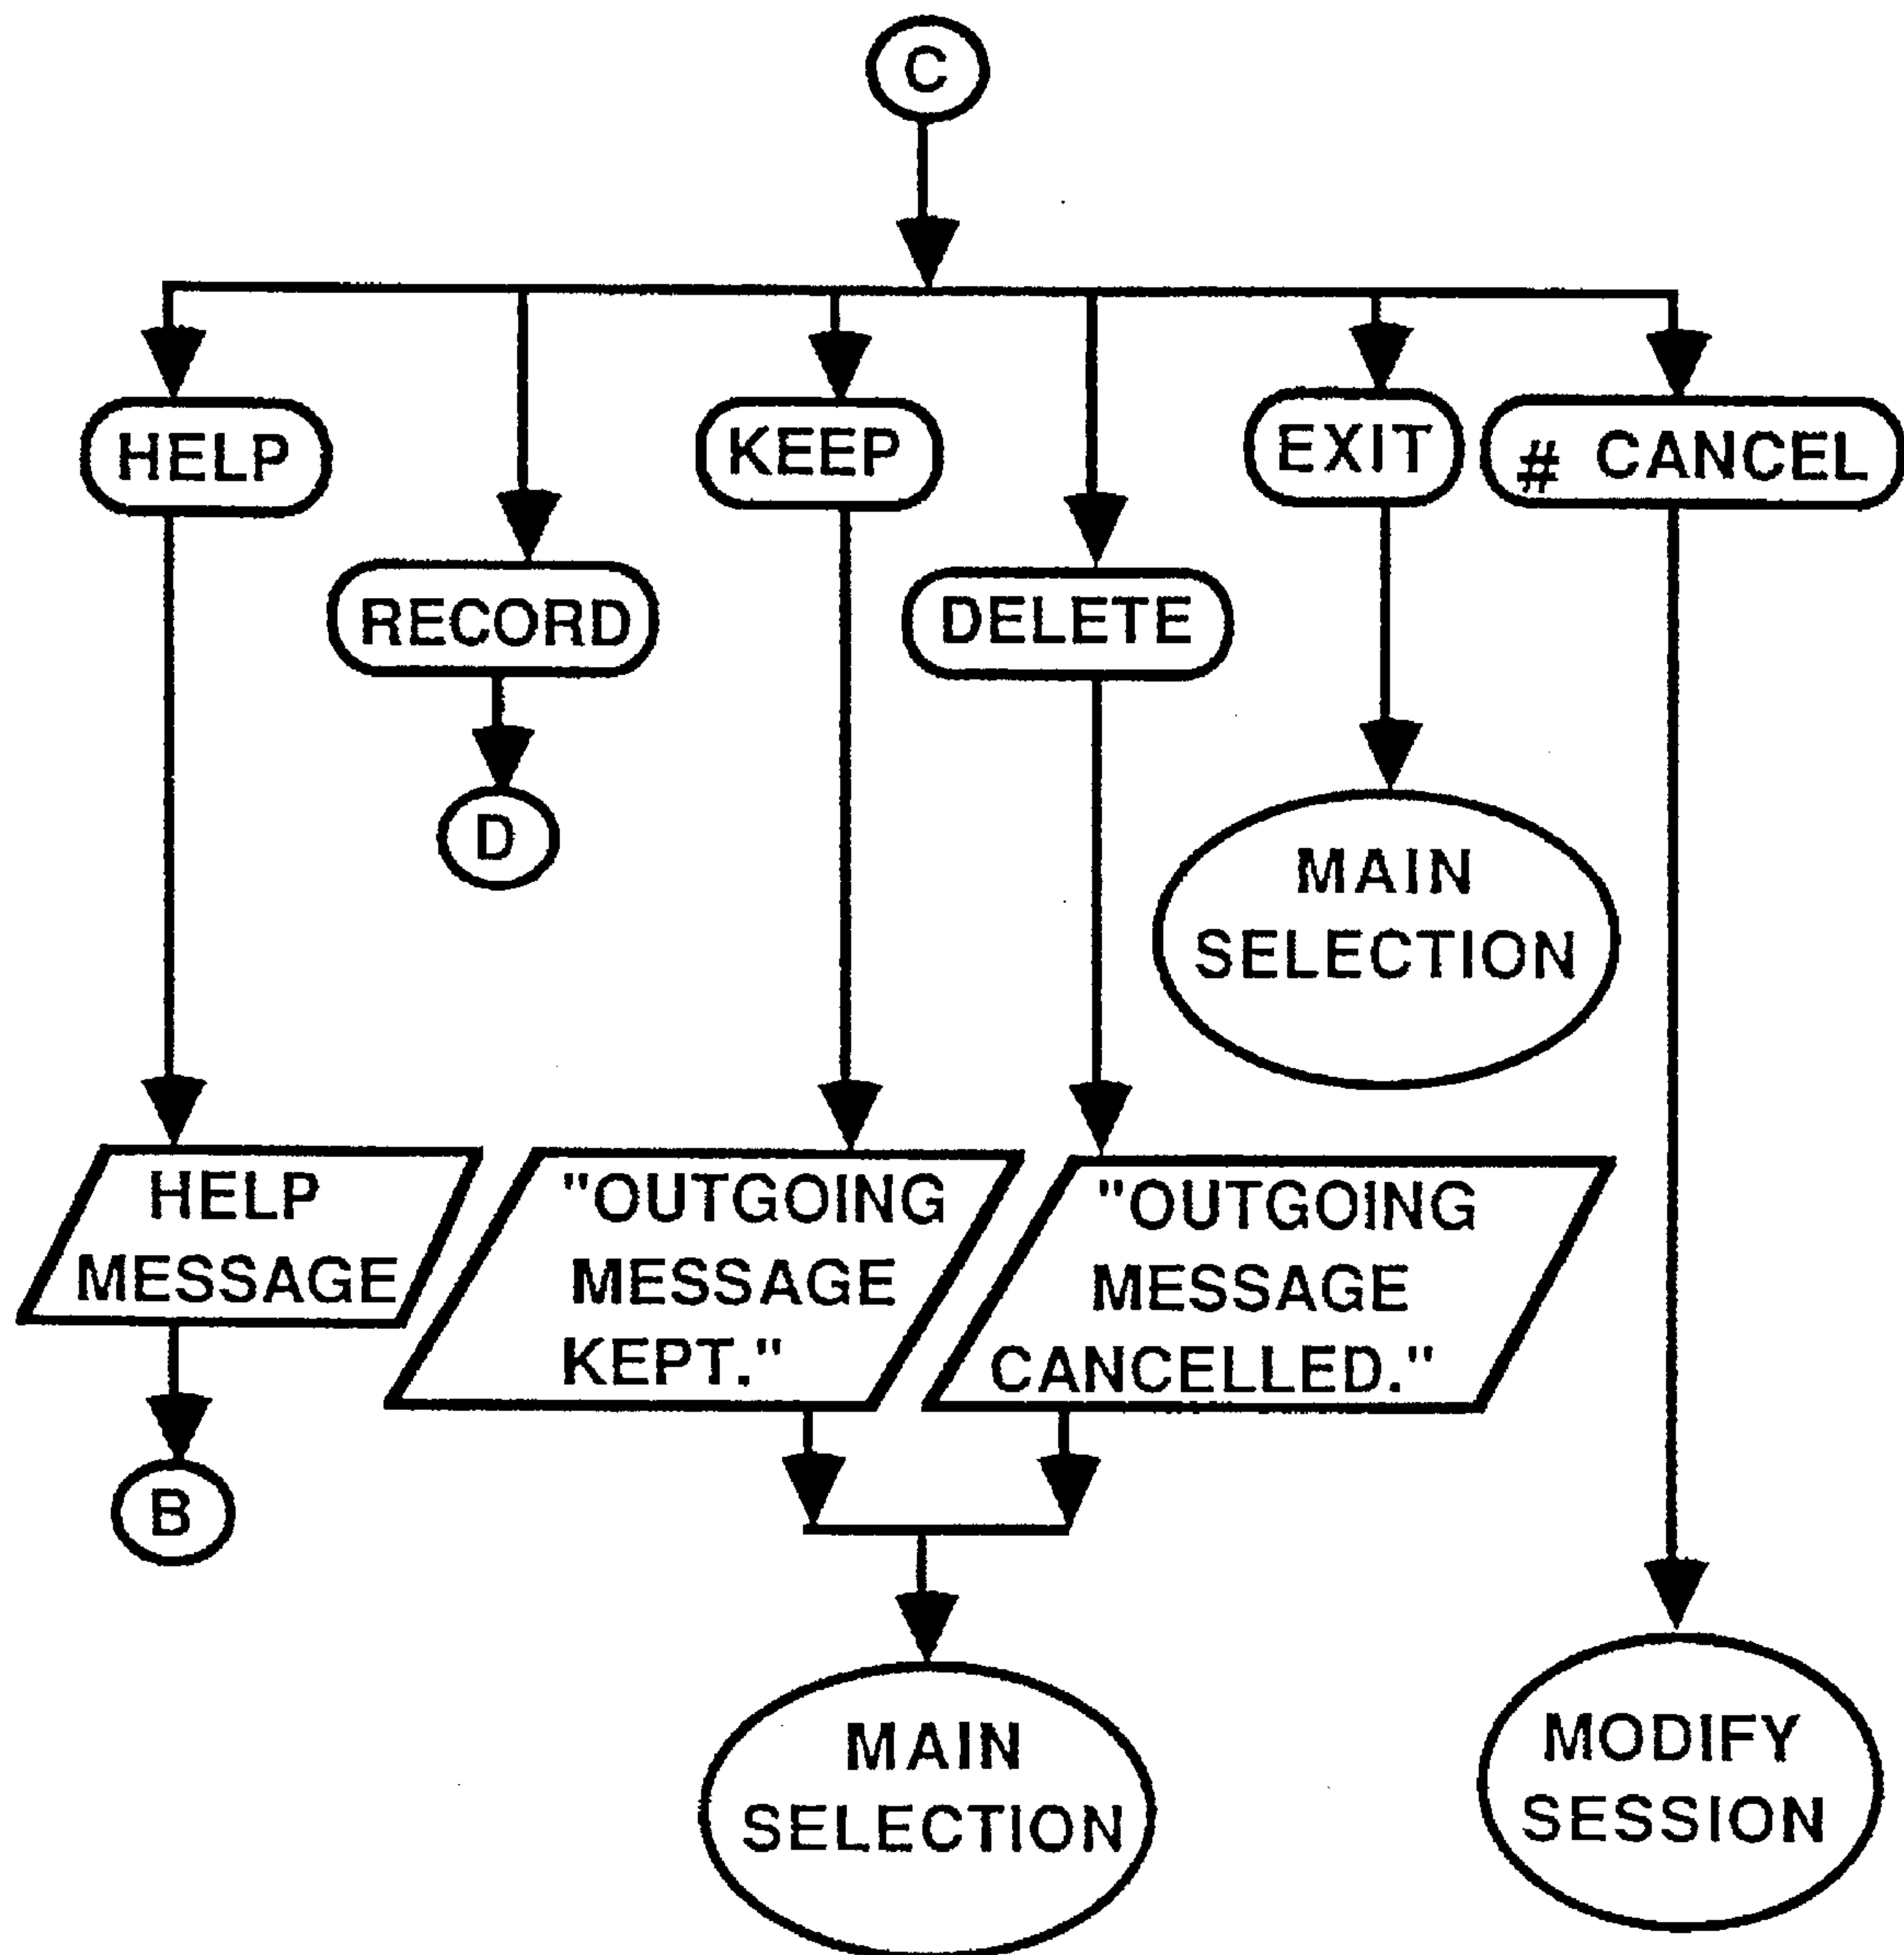 C
HELP
KEEP
EXIT
# CANCEL
RECORD
DELETE
D
MAIN
SELECTION
HELP
MESSAGE
"OUTGOING
MESSAGE
KEPT."
"OUTGOING
MESSAGE
CANCELLED."
B
MAIN
SELECTION
MODIFY
SESSION